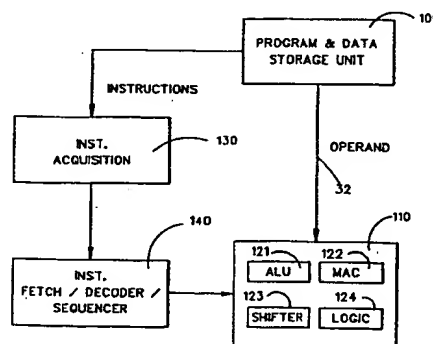 10
PROGRAM & DATA
STORAGE UNIT
INSTRUCTIONS
130
INST.
ACQUISITION
OPERAND
32
140
110
INST.
FETCH / DECODER /
SEQUENCER
121
122
ALU
MAC
123
124
SHIFTER
LOGIC